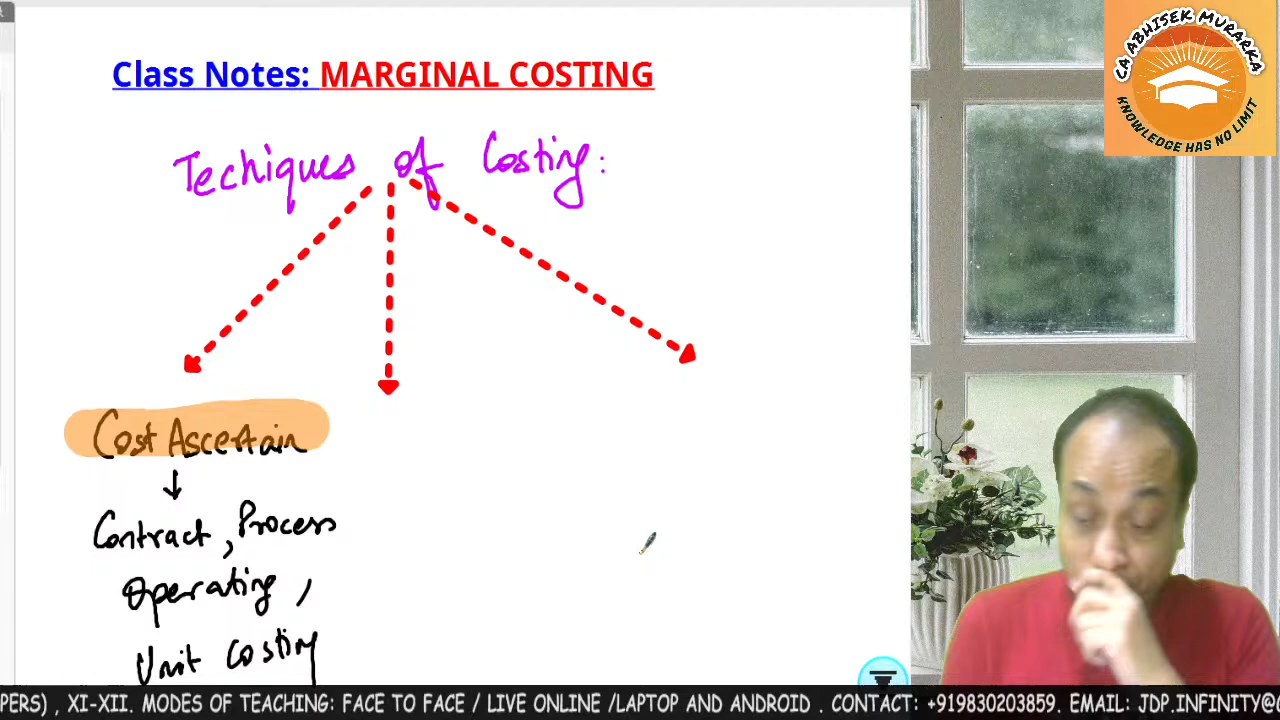 Class Notes: MARGINAL COSTING
Techiques of Costing:
Cost Ascertain
Contract, Process
Operating,
Unit Costing
CA ABHISEK MURARKA
KNOWLEDGE HAS NO LIMIT
PERS) , XI-XII. MODES OF TEACHING: FACE TO FACE / LIVE ONLINE /LAPTOP AND ANDROID . CONTACT: +919830203859. EMAIL: JDP.INFINITY@